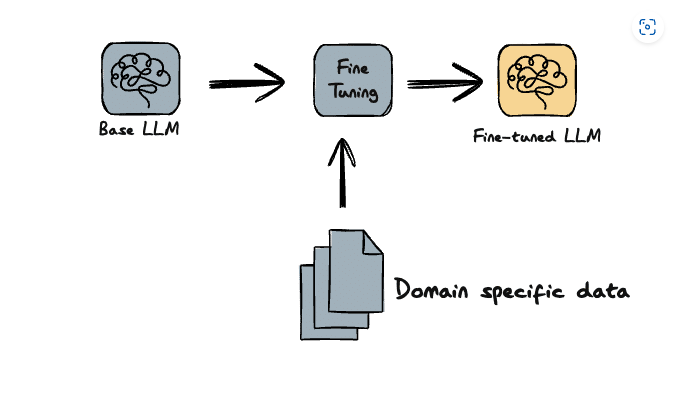 Fine
Tuning
Base LLM
Fine-tuned LLM
Domain specific data